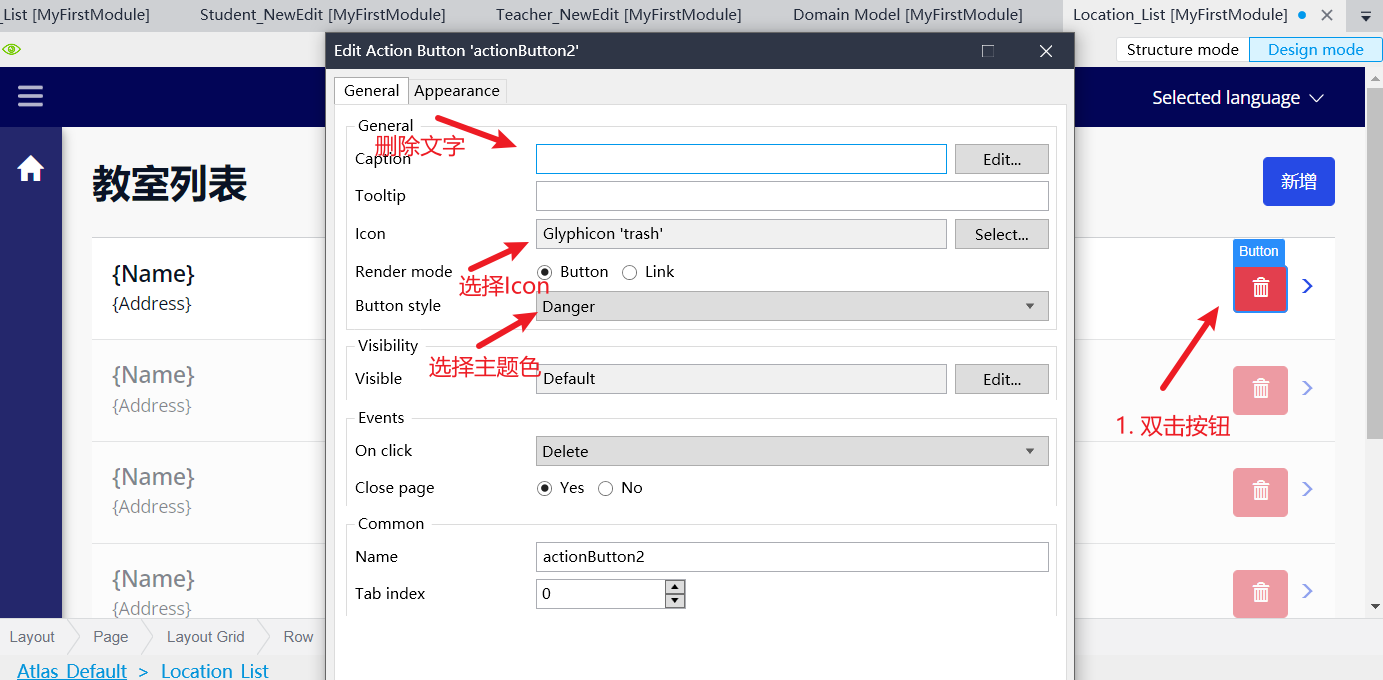 _List [MyFirstModule]
Student_NewEdit [MyFirstModule]
Teacher_NewEdit [MyFirstModule]
Domain Model [MyFirstModule]
Location_List [MyFirstModule]
Edit Action Button 'actionButton2'
Structure mode
Design mode
General
Appearance
Selected language
General
删除文字
Caption
Edit...
教室列表
新增
Tooltip
Icon
Glyphicon 'trash'
Select...
Button
{Name}
{Address}
Render mode
Button
Link
选择Icon
Button style
Danger
Visibility
选择主题色
Visible
Default
Edit...
{Name}
{Address}
1. 双击按钮
Events
On click
Delete
Close page
Yes
No
{Name}
{Address}
Common
Name
actionButton2
Tab index
0
{Name}
{Address}
Layout
Page
Layout Grid
Row
Atlas_Default > Location_List